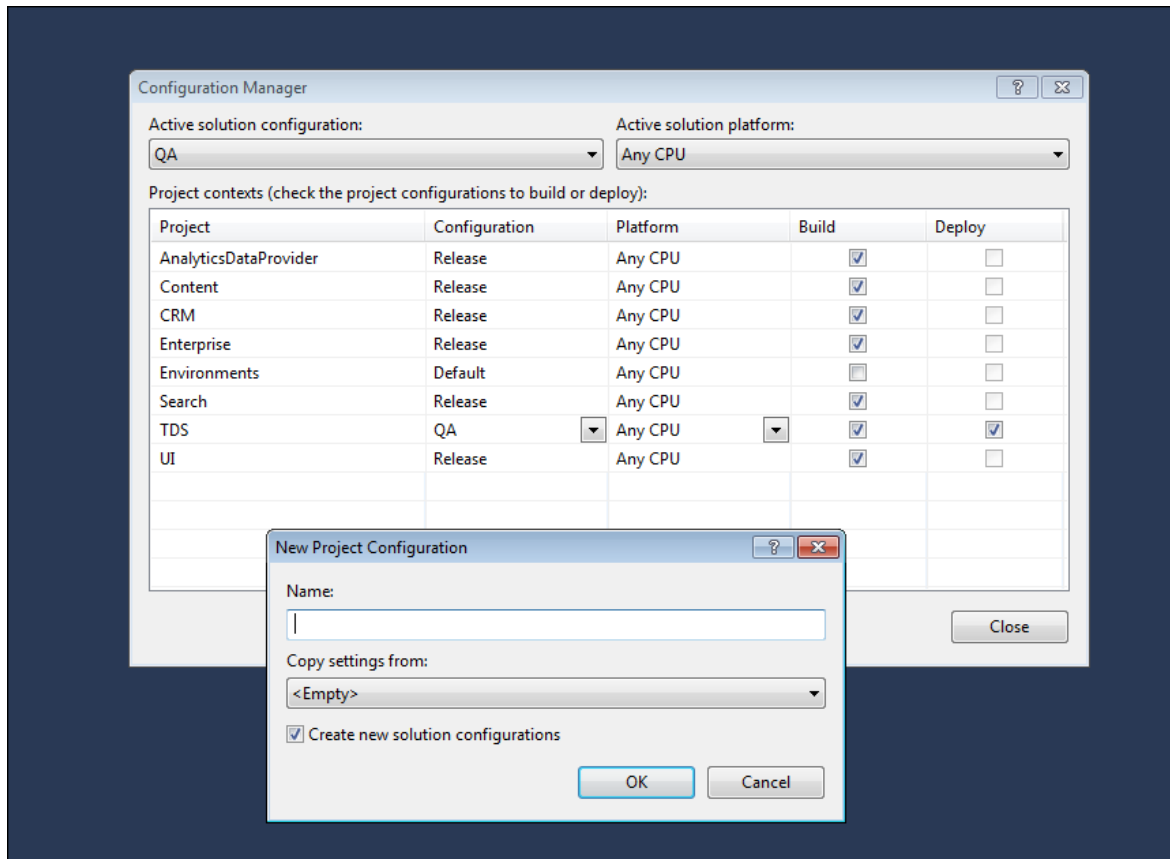 Configuration Manager
Active solution configuration: Active solution platform:
QA Any CPU
Project contexts (check the project configurations to build or deploy):
Project Configuration Platform Build Deploy
AnalyticsDataProvider Release Any CPU
Content Release Any CPU
CRM Release Any CPU
Enterprise Release Any CPU
Environments Default Any CPU
Search Release Any CPU
TDS QA Any CPU
UI Release Any CPU
New Project Configuration
Name:
Close
Copy settings from:
<Empty>
Create new solution configurations
OK Cancel